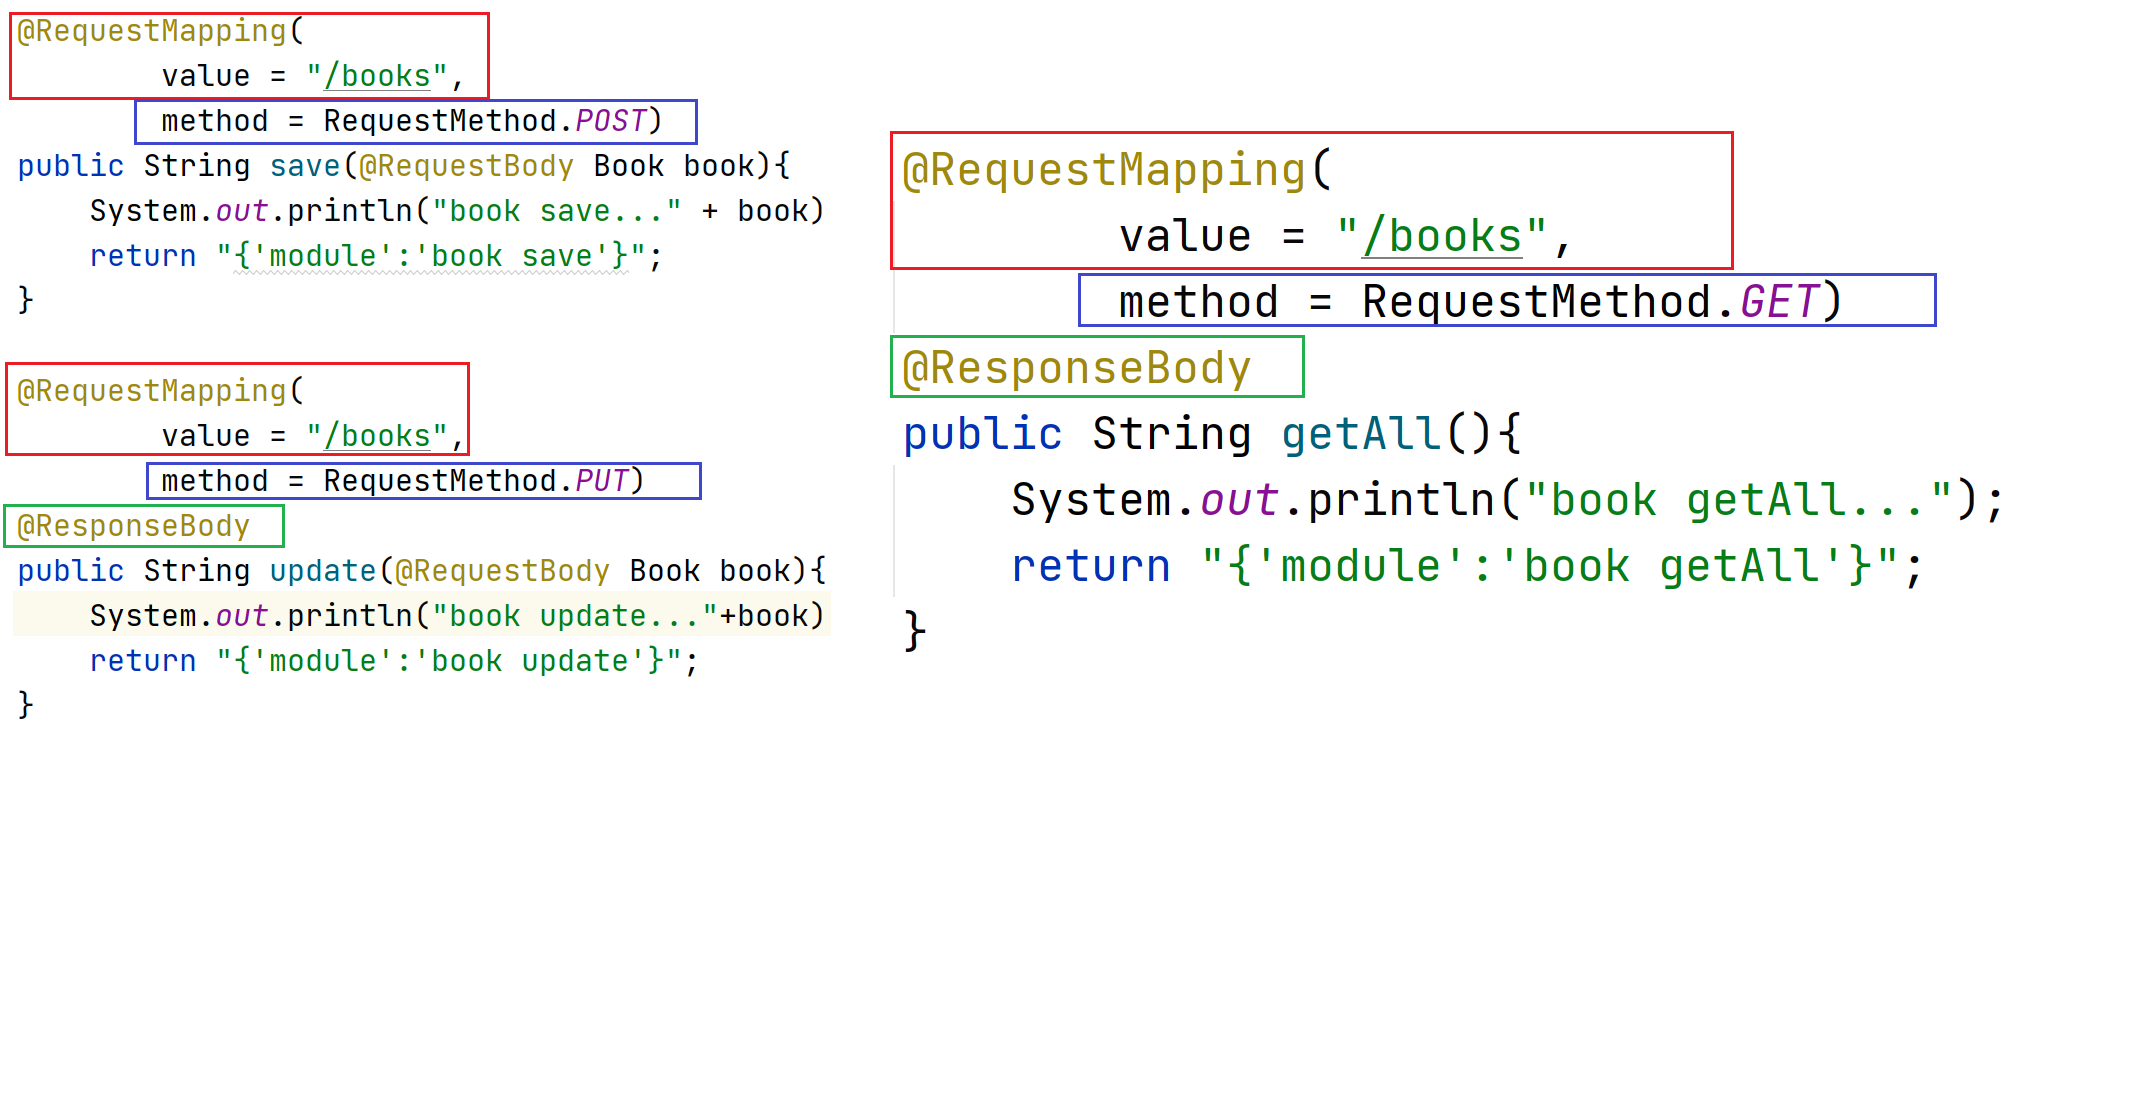 @RequestMapping(
        value = "/books",
        method = RequestMethod.POST)
public String save(@RequestBody Book book){
    System.out.println("book save..." + book)
    return "{'module':'book save'}";
}
@RequestMapping(
        value = "/books",
        method = RequestMethod.PUT)
@ResponseBody
public String update(@RequestBody Book book){
    System.out.println("book update..."+book)
    return "{'module':'book update'}";
}
@RequestMapping(
        value = "/books",
        method = RequestMethod.GET)
@ResponseBody
public String getAll(){
    System.out.println("book getAll...");
    return "{'module':'book getAll'}";
}